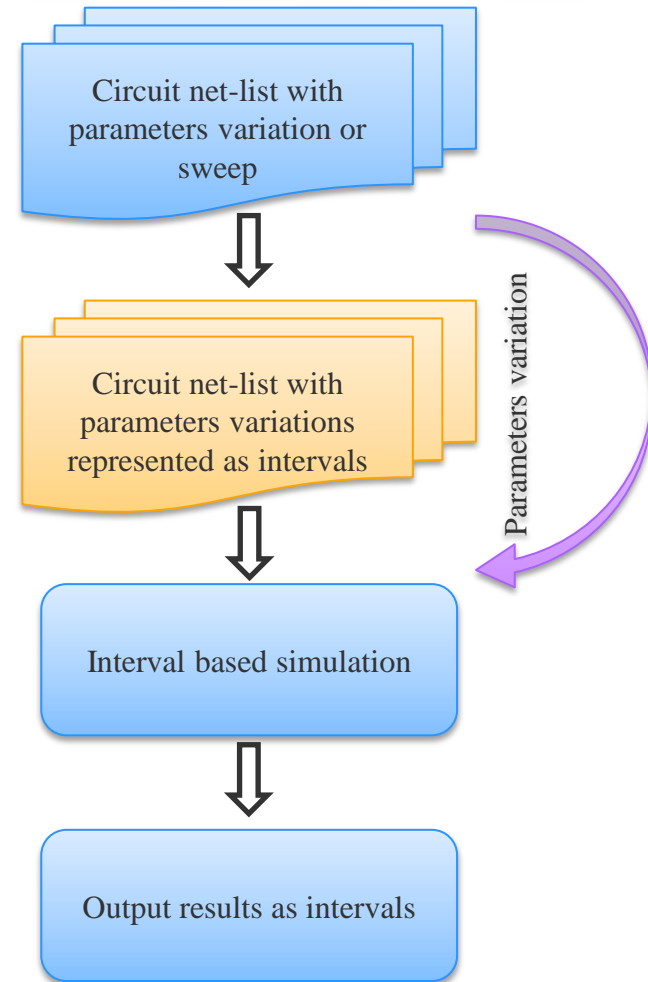 Circuit net-list with
parameters variation or
sweep
Circuit net-list with
parameters variations
represented as intervals
Parameters variation
Interval based simulation
Output results as intervals